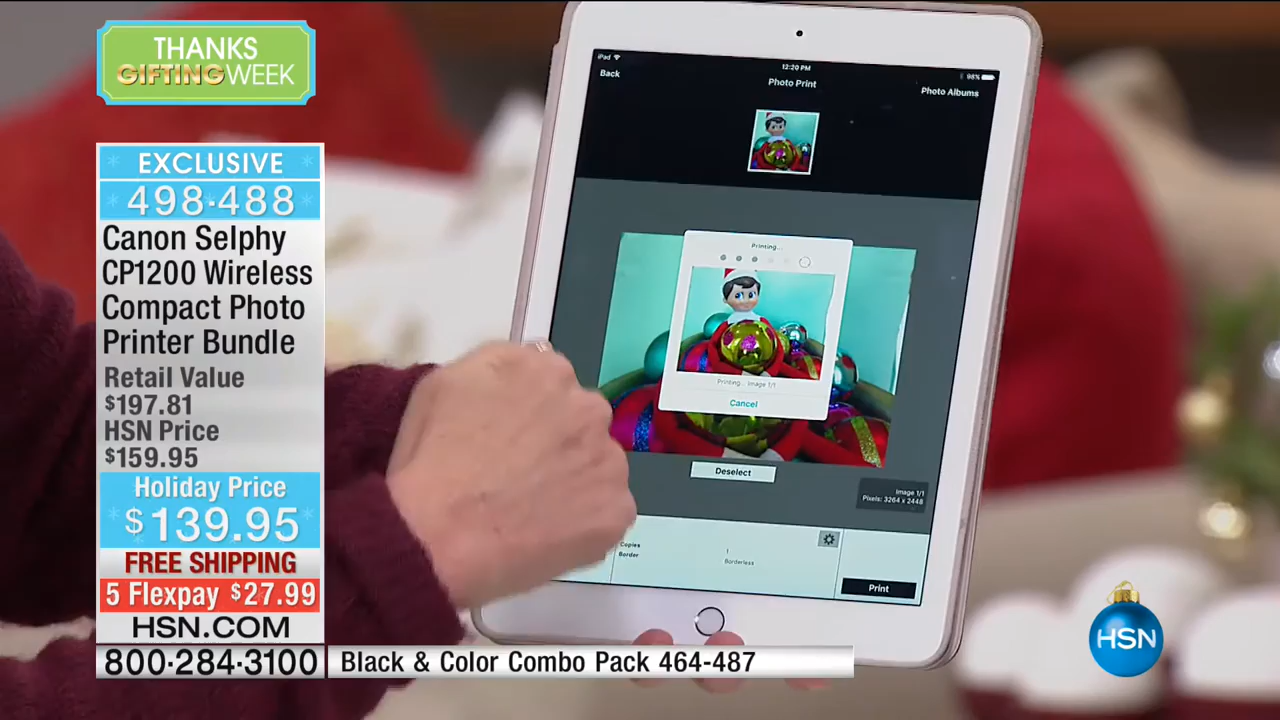 THANKS
GIFTING WEEK
EXCLUSIVE
498-488
Canon Selphy
CP1200 Wireless
Compact Photo
Printer Bundle
Retail Value
$197.81
HSN Price
$159.95
Holiday Price
$139.95
FREE SHIPPING
5 Flexpay $27.99
HSN.COM
800·284·3100
Black & Color Combo Pack 464-487
iPad
12:20 PM
98%
Back
Photo Print
Photo Albums
Printing...
Printing... Image 1/1
Cancel
Deselect
Image 1/1
Pixels: 3264 x 2448
Copies
1
Border
Borderless
Print
HSN